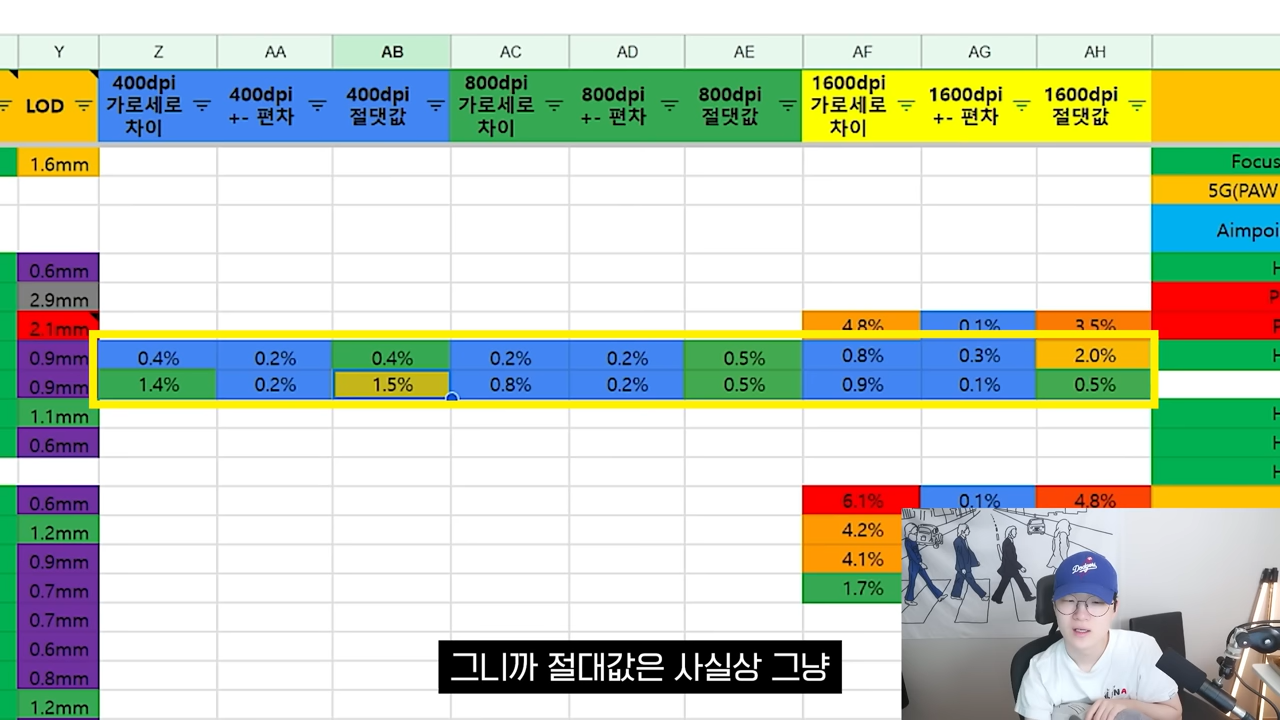 Y Z AA AB AC AD AE AF AG AH
LOD
400dpi
가로세로
차이
400dpi
+- 편차
400dpi
절댓값
800dpi
가로세로
차이
800dpi
+- 편차
800dpi
절댓값
1600dpi
가로세로
차이
1600dpi
+- 편차
1600dpi
절댓값
1.6mm Focus
5G(PAW
Aimpoi
0.6mm H
2.9mm P
2.1mm 4.8% 0.1% 3.5%
0.9mm 0.4% 0.2% 0.4% 0.2% 0.2% 0.5% 0.8% 0.3% 2.0% H
0.9mm 1.4% 0.2% 1.5% 0.8% 0.2% 0.5% 0.9% 0.1% 0.5%
1.1mm H
0.6mm H
H
0.6mm 6.1% 0.1% 4.8%
1.2mm 4.2%
0.9mm 4.1%
0.7mm 1.7%
0.7mm
0.6mm
0.8mm
1.2mm
Dodgers
그니까 절대값은 사실상 그냥